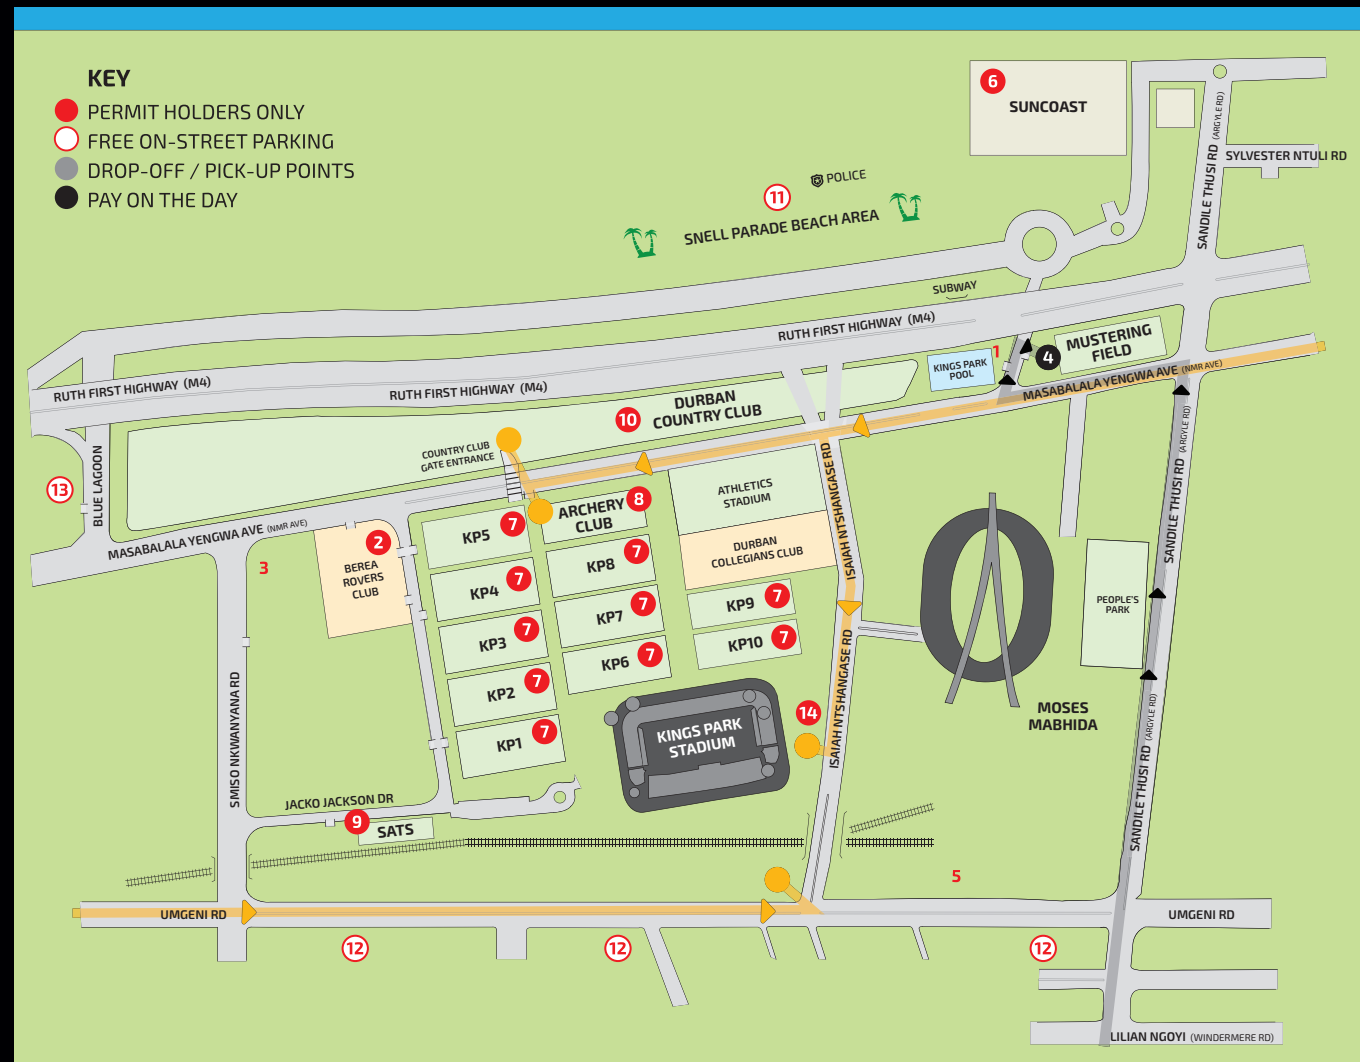 KEY
PERMIT HOLDERS ONLY
FREE ON-STREET PARKING
DROP-OFF / PICK-UP POINTS
PAY ON THE DAY
6
SUNCOAST
SANDILE THUSI RD (ARGYLE RD)
SYLVESTER NTULI RD
POLICE
11
SNELL PARADE BEACH AREA
SUBWAY
RUTH FIRST HIGHWAY (M4)
RUTH FIRST HIGHWAY (M4)
RUTH FIRST HIGHWAY (M4)
1
4
MUSTERING
FIELD
KINGS PARK
POOL
MASABALALA YENGWA AVE (NMR AVE)
10
DURBAN
COUNTRY CLUB
COUNTRY CLUB
GATE ENTRANCE
13
BLUE LAGOON
MASABALALA YENGWA AVE (NMR AVE)
ATHLETICS
STADIUM
DURBAN
COLLEGIANS CLUB
ISAIAH NTSHANGASE RD
SANDILE THUSI RD (ARGYLE RD)
ARCHERY
CLUB
8
KP5
7
2
BEREA
ROVERS
CLUB
3
KP8
7
KP4
7
KP7
7
KP9
7
KP3
7
KP10
7
KP6
7
KP2
7
KP1
7
PEOPLE'S
PARK
MOSES
MABHIDA
14
KINGS PARK
STADIUM
ISAIAH NTSHANGASE RD
SMISO NKWANYANA RD
SANDILE THUSI RD (ARGYLE RD)
JACKO JACKSON DR
9
SATS
5
UMGENI RD
UMGENI RD
12
12
12
LILIAN NGOYI (WINDERMERE RD)